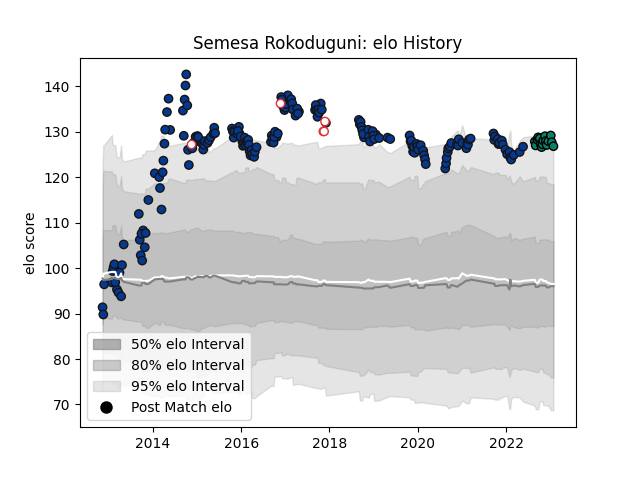 Semesa Rokoduguni: elo History
elo score
140
130
120
110
100
90
80
70
50% elo Interval
80% elo Interval
95% elo Interval
Post Match elo
2014 2016 2018 2020 2022